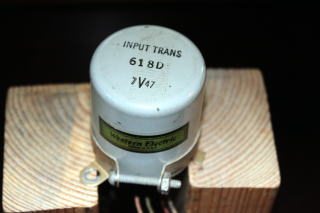 INPUT TRANS
618D
7V47
Western Electric